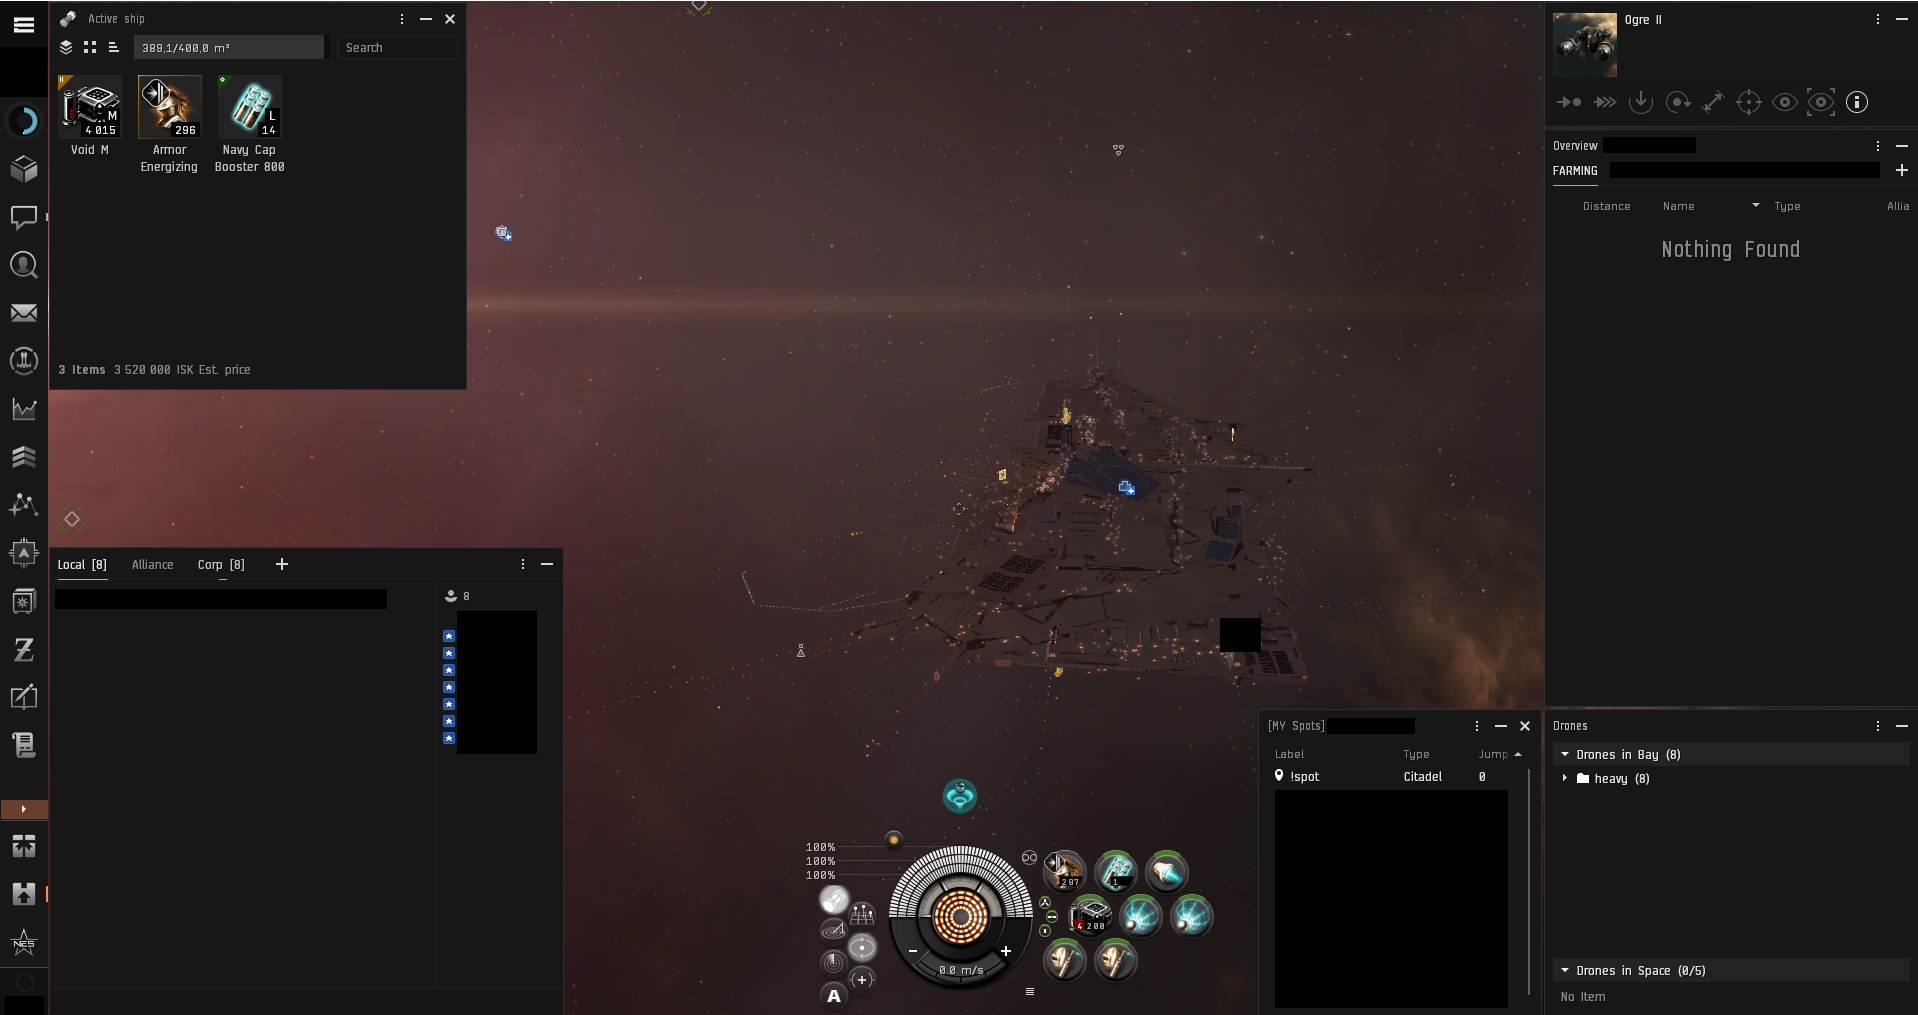 Active ship
389,1/400,0 m³
Search
M
4 015
Void M
296
Armor
Energizing
L
14
Navy Cap
Booster 800
3 Items 3 520 000 ISK Est. price
Local [8]
Alliance
Corp [8]
8
NES
100%
100%
100%
A
0.0 m/s
297
1
4 200
[MY Spots]
Label
Type
Jump
!spot
Citadel
0
Ogre II
Overview
FARMING
Distance
Name
Type
Allia
Nothing Found
Drones
Drones in Bay (8)
heavy (8)
Drones in Space (0/5)
No Item